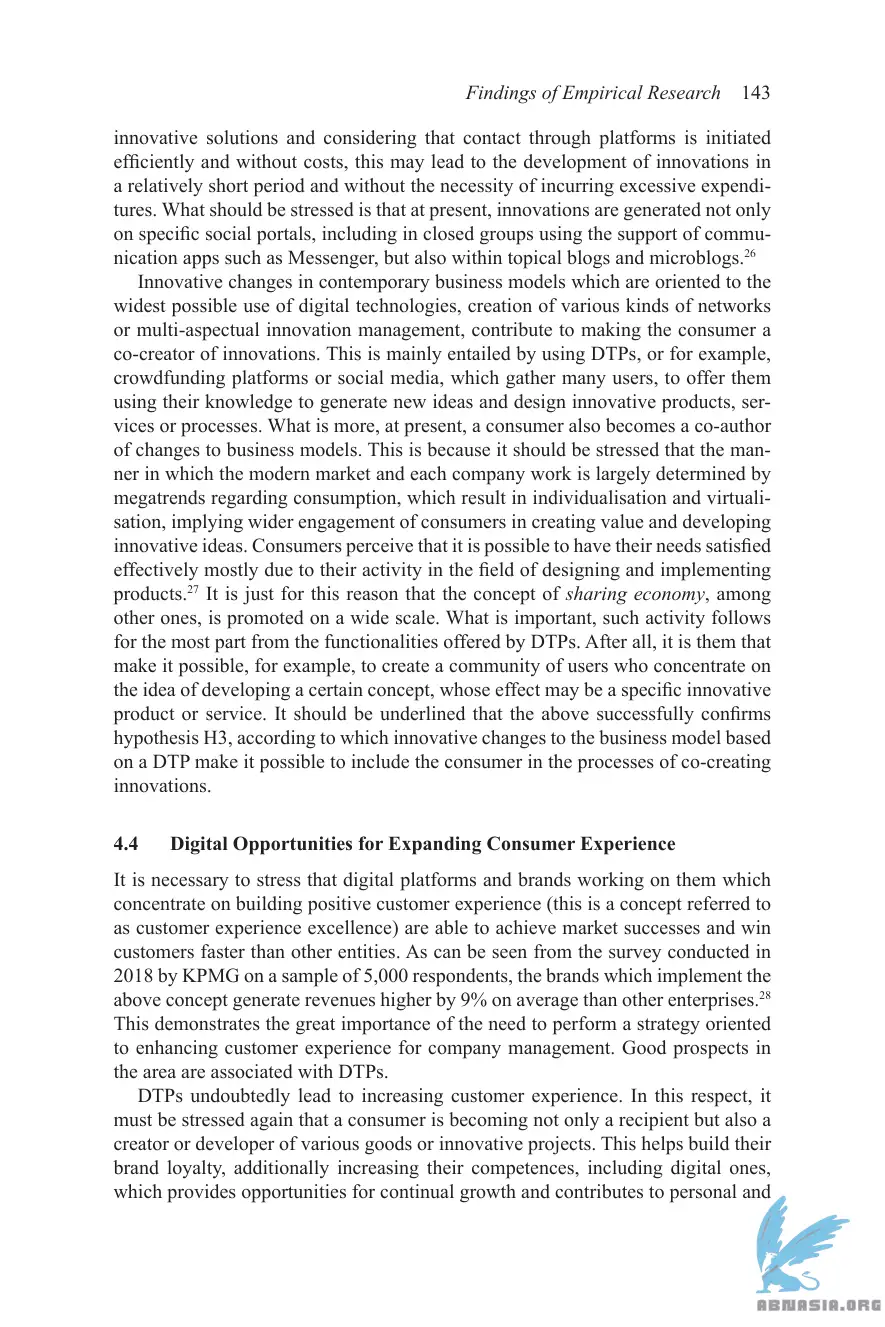 Findings of Empirical Research 143
innovative solutions and considering that contact through platforms is initiated
efficiently and without costs, this may lead to the development of innovations in
a relatively short period and without the necessity of incurring excessive expendi-
tures. What should be stressed is that at present, innovations are generated not only
on specific social portals, including in closed groups using the support of commu-
nication apps such as Messenger, but also within topical blogs and microblogs.26
Innovative changes in contemporary business models which are oriented to the
widest possible use of digital technologies, creation of various kinds of networks
or multi-aspectual innovation management, contribute to making the consumer a
co-creator of innovations. This is mainly entailed by using DTPs, or for example,
crowdfunding platforms or social media, which gather many users, to offer them
using their knowledge to generate new ideas and design innovative products, ser-
vices or processes. What is more, at present, a consumer also becomes a co-author
of changes to business models. This is because it should be stressed that the man-
ner in which the modern market and each company work is largely determined by
megatrends regarding consumption, which result in individualisation and virtuali-
sation, implying wider engagement of consumers in creating value and developing
innovative ideas. Consumers perceive that it is possible to have their needs satisfied
effectively mostly due to their activity in the field of designing and implementing
products.27 It is just for this reason that the concept of sharing economy, among
other ones, is promoted on a wide scale. What is important, such activity follows
for the most part from the functionalities offered by DTPs. After all, it is them that
make it possible, for example, to create a community of users who concentrate on
the idea of developing a certain concept, whose effect may be a specific innovative
product or service. It should be underlined that the above successfully confirms
hypothesis H3, according to which innovative changes to the business model based
on a DTP make it possible to include the consumer in the processes of co-creating
innovations.
4.4 Digital Opportunities for Expanding Consumer Experience
It is necessary to stress that digital platforms and brands working on them which
concentrate on building positive customer experience (this is a concept referred to
as customer experience excellence) are able to achieve market successes and win
customers faster than other entities. As can be seen from the survey conducted in
2018 by KPMG on a sample of 5,000 respondents, the brands which implement the
above concept generate revenues higher by 9% on average than other enterprises.28
This demonstrates the great importance of the need to perform a strategy oriented
to enhancing customer experience for company management. Good prospects in
the area are associated with DTPs.
DTPs undoubtedly lead to increasing customer experience. In this respect, it
must be stressed again that a consumer is becoming not only a recipient but also a
creator or developer of various goods or innovative projects. This helps build their
brand loyalty, additionally increasing their competences, including digital ones,
which provides opportunities for continual growth and contributes to personal and
ABNASIA.ORG